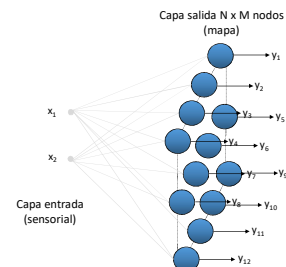 Capa salida N x M nodos
(mapa)
y1
y2
x1
y3
y5
y4
y6
x2
y7
y9
Capa entrada
(sensorial)
y8
y10
y11
y12